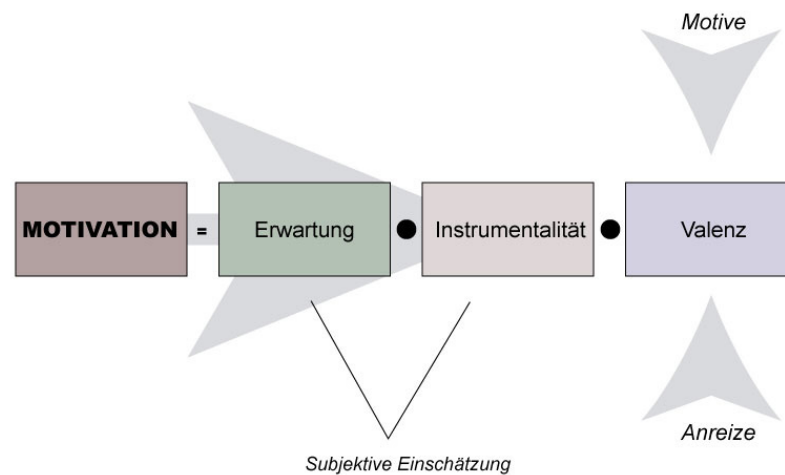 Motive
MOTIVATION = Erwartung ● Instrumentalität ● Valenz
Anreize
Subjektive Einschätzung